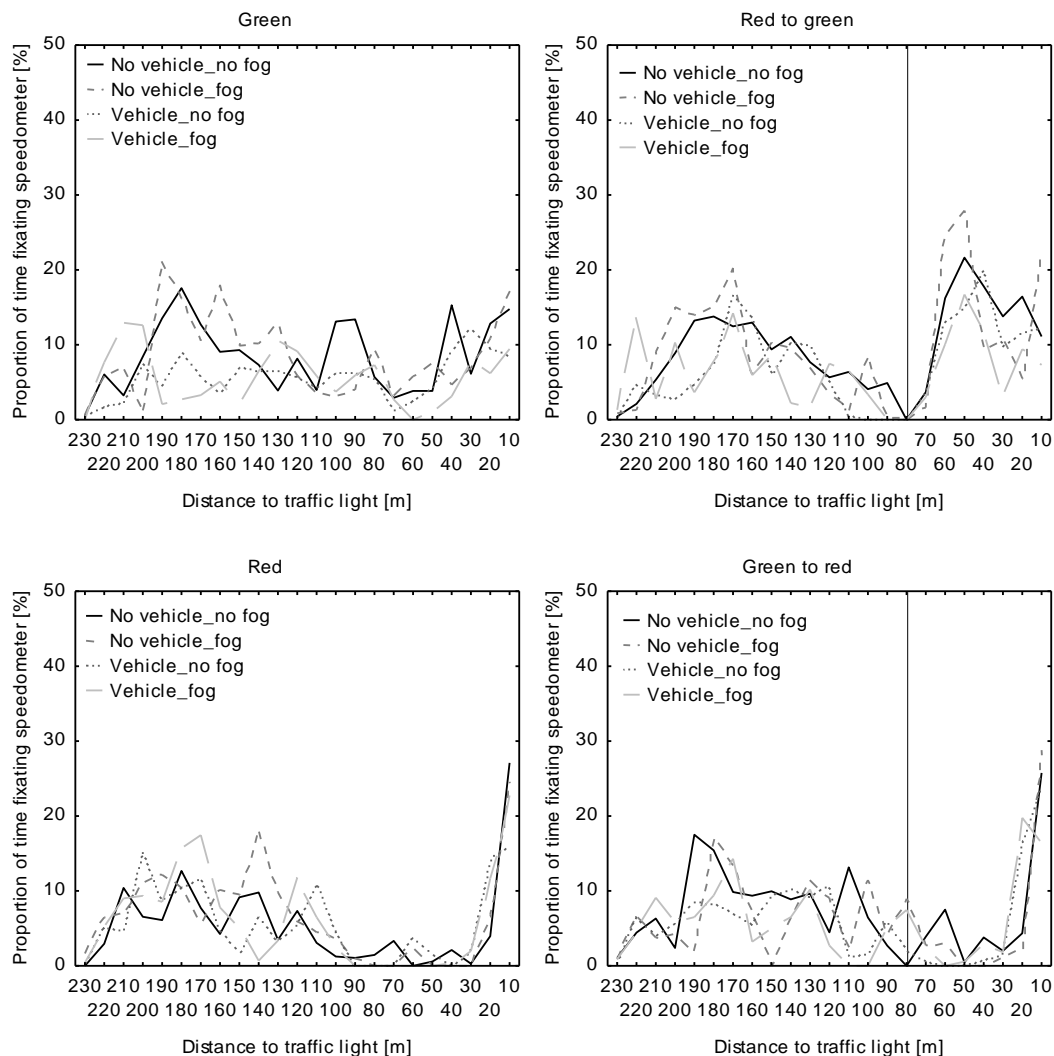 Green
Proportion of time fixating speedometer [%]
50
40
30
20
10
0
No vehicle_no fog
No vehicle_fog
Vehicle_no fog
Vehicle_fog
230 210 190 170 150 130 110 90 70 50 30 10
220 200 180 160 140 120 100 80 60 40 20
Distance to traffic light [m]
Red to green
Proportion of time fixating speedometer [%]
50
40
30
20
10
0
No vehicle_no fog
No vehicle_fog
Vehicle_no fog
Vehicle_fog
230 210 190 170 150 130 110 90 70 50 30 10
220 200 180 160 140 120 100 80 60 40 20
Distance to traffic light [m]
Red
Proportion of time fixating speedometer [%]
50
40
30
20
10
0
No vehicle_no fog
No vehicle_fog
Vehicle_no fog
Vehicle_fog
230 210 190 170 150 130 110 90 70 50 30 10
220 200 180 160 140 120 100 80 60 40 20
Distance to traffic light [m]
Green to red
Proportion of time fixating speedometer [%]
50
40
30
20
10
0
No vehicle_no fog
No vehicle_fog
Vehicle_no fog
Vehicle_fog
230 210 190 170 150 130 110 90 70 50 30 10
220 200 180 160 140 120 100 80 60 40 20
Distance to traffic light [m]